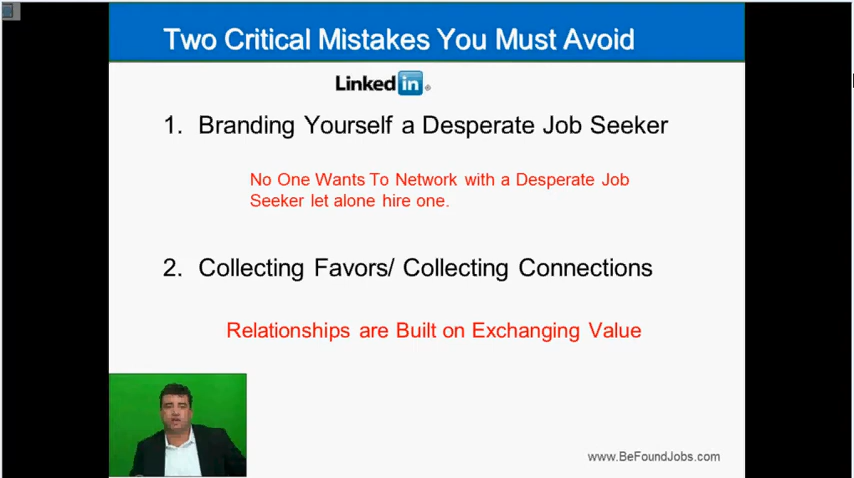 Two Critical Mistakes You Must Avoid
Linked in ®
1. Branding Yourself a Desperate Job Seeker
No One Wants To Network with a Desperate Job
Seeker let alone hire one.
2. Collecting Favors/ Collecting Connections
Relationships are Built on Exchanging Value
www.BeFoundJobs.com